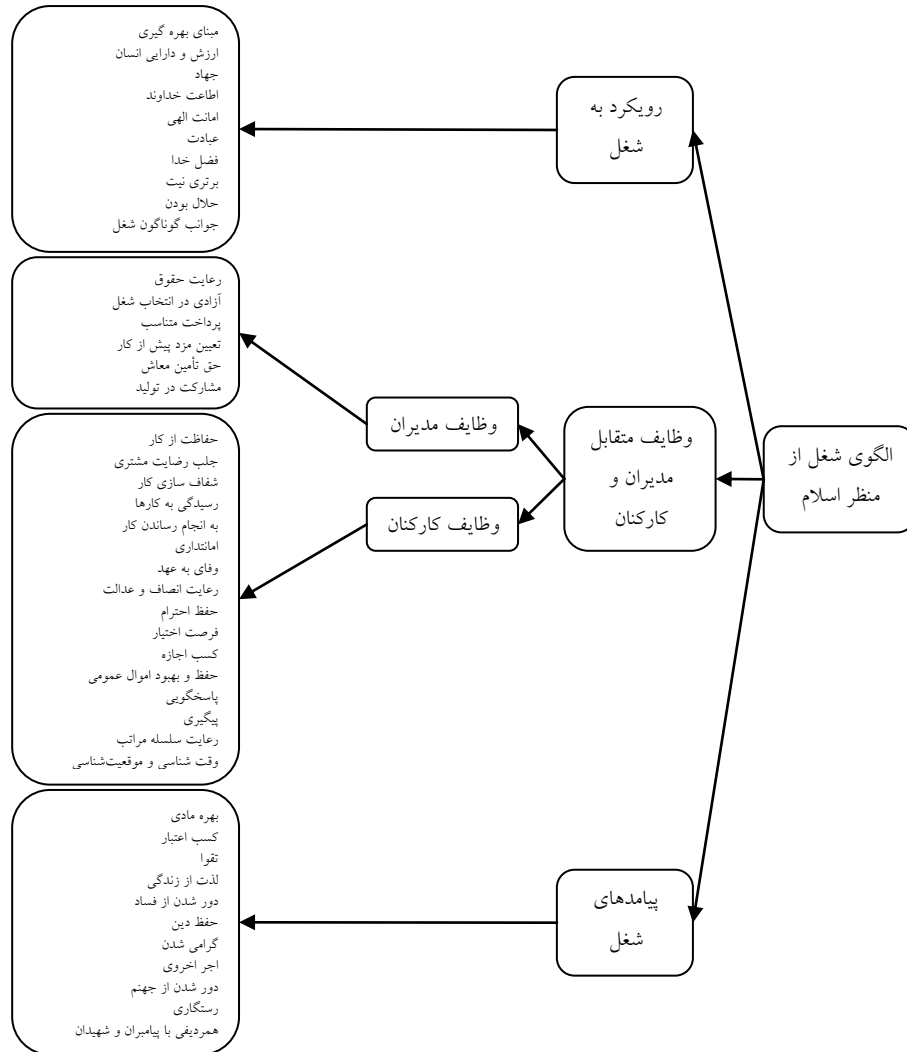 الگوی شغل از
منظر اسلام
رویکرد به
شغل
مبنای بهره گیری
ارزش و دارایی انسان
جهاد
اطاعت خداوند
امانت الهی
عبادت
فضل خدا
برتری نیت
حلال بودن
جوانب گوناگون شغل
وظایف متقابل
مدیران و
کارکنان
وظایف مدیران
رعایت حقوق
آزادی در انتخاب شغل
پرداخت متناسب
تعیین مزد پیش از کار
حق تأمین معاش
مشارکت در تولید
وظایف کارکنان
حفاظت از کار
جلب رضایت مشتری
شفاف سازی کار
رسیدگی به کارها
به انجام رساندن کار
امانتداری
وفای به عهد
رعایت انصاف و عدالت
حفظ احترام
فرصت اختیار
کسب اجازه
حفظ و بهبود اموال عمومی
پاسخگویی
پیگیری
رعایت سلسله مراتب
وقت شناسی و موقعیت‌شناسی
پیامدهای
شغل
بهره مادی
کسب اعتبار
تقوا
لذت از زندگی
دور شدن از فساد
حفظ دین
گرامی شدن
اجر اخروی
دور شدن از جهنم
رستگاری
همردیفی با پیامبران و شهیدان